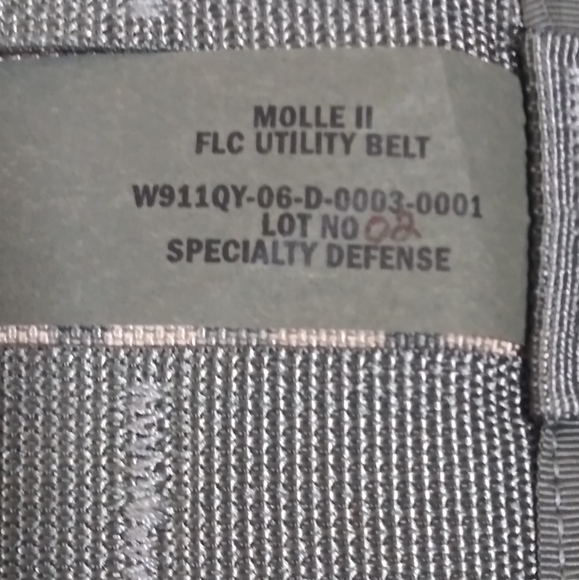 MOLLE II
FLC UTILITY BELT
W911QY-06-D-0003-0001
LOT NO 02
SPECIALTY DEFENSE